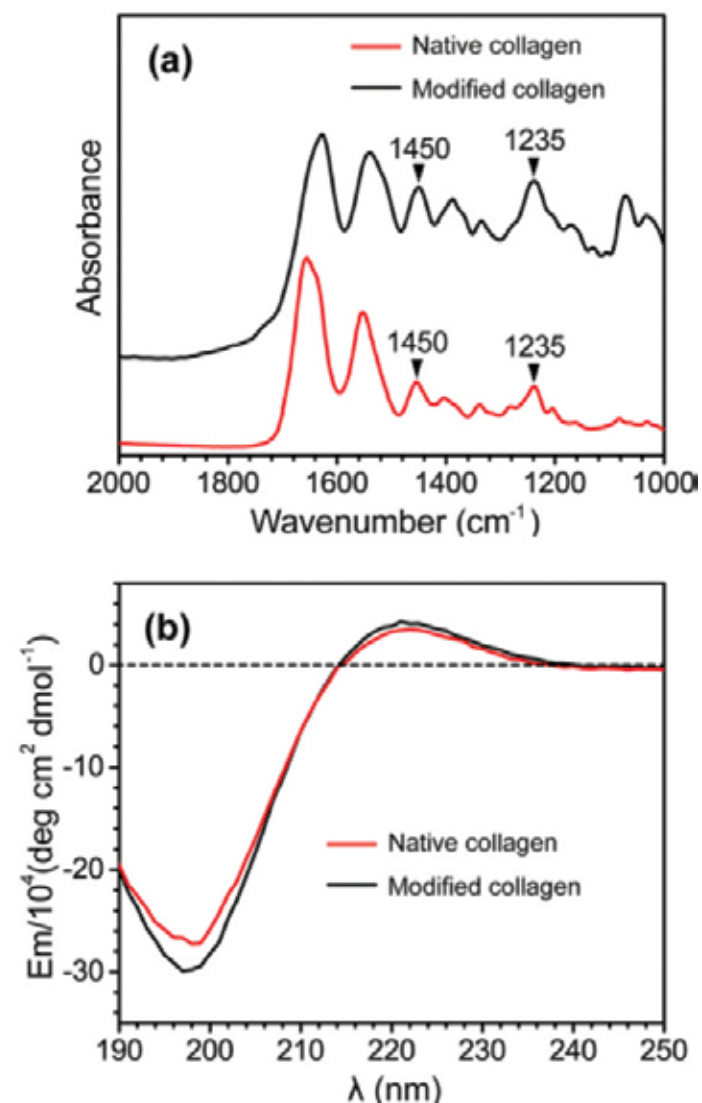 (a)
Native collagen
Modified collagen
1450
1235
1450
1235
Absorbance
2000 1800 1600 1400 1200 1000
Wavenumber (cm⁻¹)
(b)
0
-10
-20
-30
Em/10⁴(deg cm² dmol⁻¹)
Native collagen
Modified collagen
190 200 210 220 230 240 250
λ (nm)